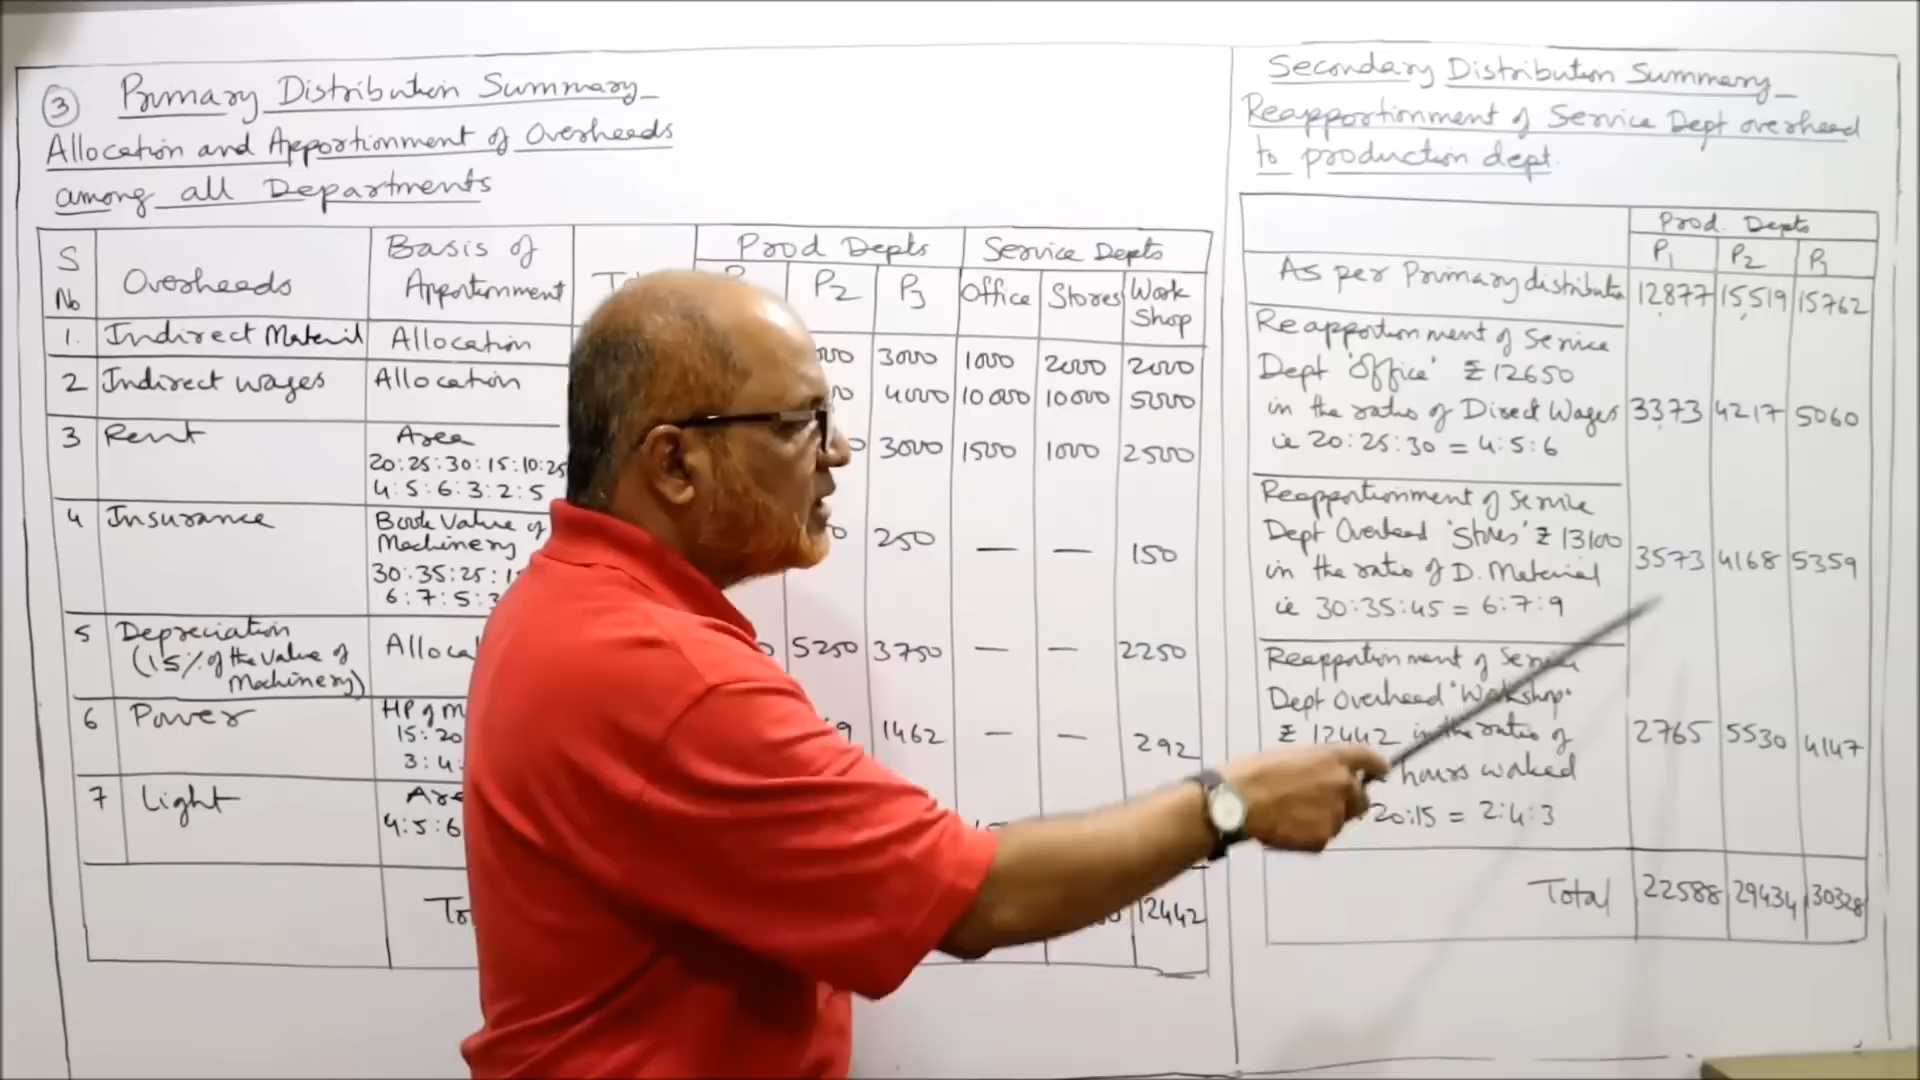 3 Primary Distribution Summary
Allocation and Apportionment of Overheads
among all Departments
S No Overheads Basis of Apportionment Prod Depts Service Depts
P2 P3 Office Stores Work Shop
1. Indirect Material Allocation 3000 1000 2000 2000
2 Indirect wages Allocation 4000 10000 10000 5000
3 Rent Area 3000 1500 1000 2500
20:25:30:15:10:25
4:5:6:3:2:5
4 Insurance Book Value of Machinery 250 — — 150
30:35:25:
6:7:5:3
5 Depreciation 5250 3750 — — 2250
(15% of the value of
Machinery)
6 Power 1462 — — 292
15:20
3:4:
7 Light
4:5:6
12442
Secondary Distribution Summary
Reapportionment of Service Dept overhead
to production dept.
Prod. Depts
P1 P2 P3
As per Primary distribution 12,877 15,519 15762
Reapportionment of Service
Dept 'Office' ₹12650
in the ratio of Direct Wages 3373 4217 5060
ie 20:25:30 = 4:5:6
Reapportionment of Service
Dept Overhead 'Stores' ₹ 13100
in the ratio of D. Material 3573 4168 5359
ie 30:35:45 = 6:7:9
Reapportionment of Service
Dept Overhead 'Workshop'
₹ 12442 in the ratio of 2765 5530 4147
hours worked
20:15 = 2:4:3
Total 22588 29434 30328